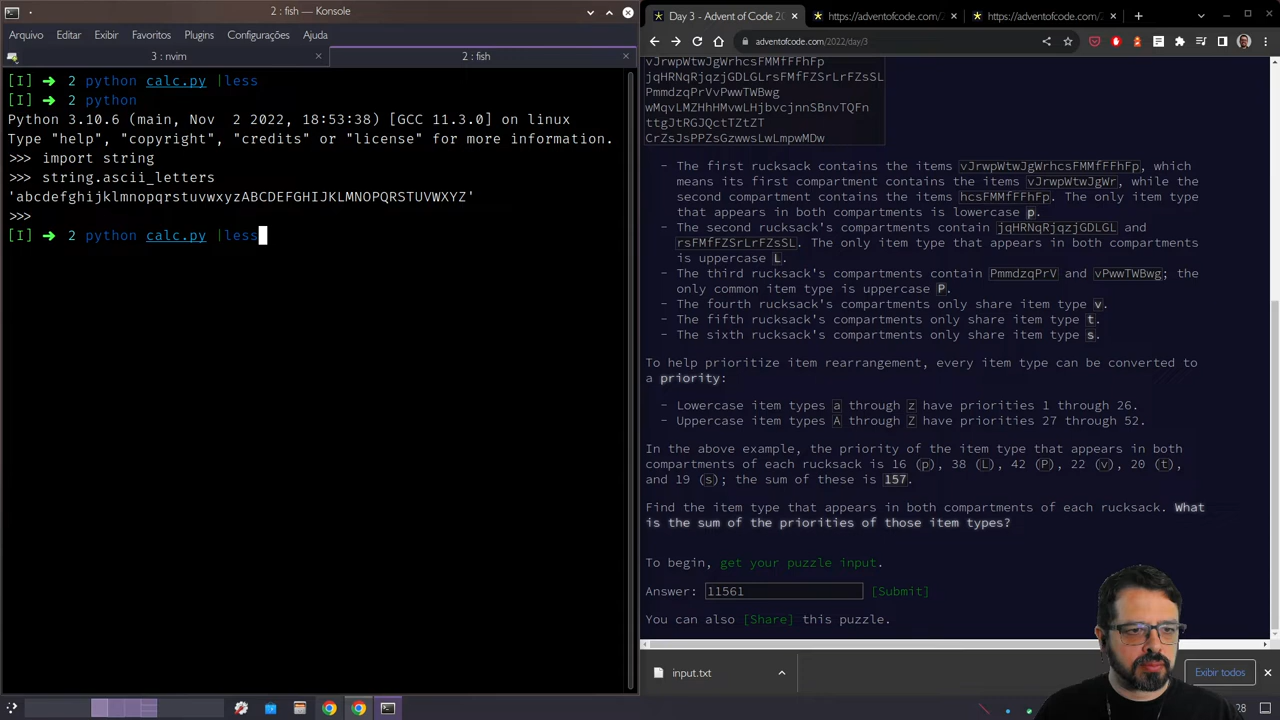 2 : fish — Konsole
Arquivo Editar Exibir Favoritos Plugins Configurações Ajuda
3 : nvim
2 : fish
[I] ➜ 2 python calc.py |less
[I] ➜ 2 python
Python 3.10.6 (main, Nov  2 2022, 18:53:38) [GCC 11.3.0] on linux
Type "help", "copyright", "credits" or "license" for more information.
>>> import string
>>> string.ascii_letters
'abcdefghijklmnopqrstuvwxyzABCDEFGHIJKLMNOPQRSTUVWXYZ'
>>>
[I] ➜ 2 python calc.py |less
Day 3 - Advent of Code 20
https://adventofcode.com/2022/
https://adventofcode.com/2022/
adventofcode.com/2022/day/3
vJrwpWtwJgWrhcsFMMfFFhFp
jqHRNqRjqzjGDLGLrsFMfFZSrLrFZsSL
PmmdzqPrVvPwwTWBwg
wMqvLMZHhHMvwLHjbvcjnnSBnvTQFn
ttgJtRGJQctTZtZT
CrZsJsPPZsGzwwsLwLmpwMDw
- The first rucksack contains the items vJrwpWtwJgWrhcsFMMfFFhFp, which
means its first compartment contains the items vJrwpWtwJgWr, while the
second compartment contains the items hcsFMMfFFhFp. The only item type
that appears in both compartments is lowercase p.
- The second rucksack's compartments contain jqHRNqRjqzjGDLGL and
rsFMfFZSrLrFZsSL. The only item type that appears in both compartments
is uppercase L.
- The third rucksack's compartments contain PmmdzqPrV and vPwwTWBwg; the
only common item type is uppercase P.
- The fourth rucksack's compartments only share item type v.
- The fifth rucksack's compartments only share item type t.
- The sixth rucksack's compartments only share item type s.
To help prioritize item rearrangement, every item type can be converted to
a priority:
- Lowercase item types a through z have priorities 1 through 26.
- Uppercase item types A through Z have priorities 27 through 52.
In the above example, the priority of the item type that appears in both
compartments of each rucksack is 16 (p), 38 (L), 42 (P), 22 (v), 20 (t),
and 19 (s); the sum of these is 157.
Find the item type that appears in both compartments of each rucksack. What
is the sum of the priorities of those item types?
To begin, get your puzzle input.
Answer: 11561 [Submit]
You can also [Share] this puzzle.
input.txt
Exibir todos
28